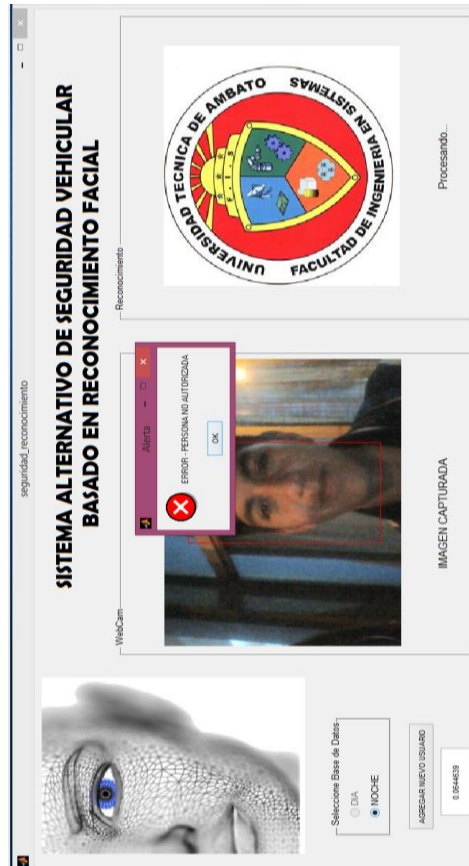 seguridad_reconocimiento
SISTEMA ALTERNATIVO DE SEGURIDAD VEHICULAR
BASADO EN RECONOCIMIENTO FACIAL
WebCam
Alerta
ERROR - PERSONA NO AUTORIZADA
OK
IMAGEN CAPTURADA
Reconocimiento
UNIVERSIDAD TECNICA DE AMBATO
F.I.S
FACULTAD DE INGENIERIA EN SISTEMAS
Procesando...
Seleccione Base de Datos
DIA
NOCHE
AGREGAR NUEVO USUARIO
0.0644639